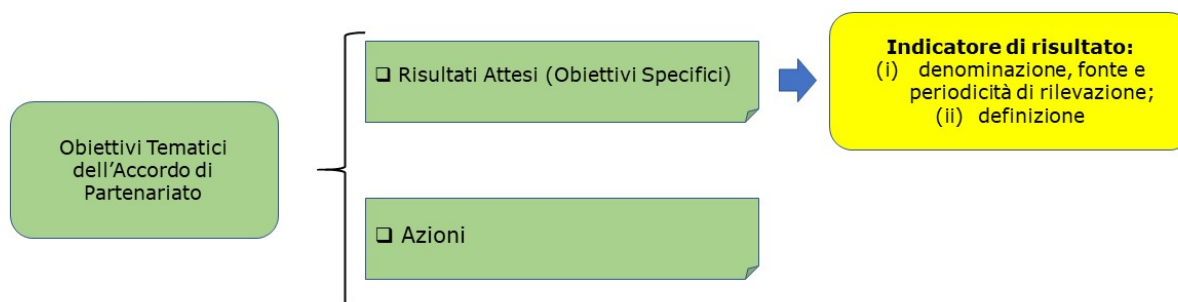 Obiettivi Tematici
dell'Accordo di
Partenariato
❑ Risultati Attesi (Obiettivi Specifici)
❑ Azioni
Indicatore di risultato:
(i) denominazione, fonte e
periodicità di rilevazione;
(ii) definizione